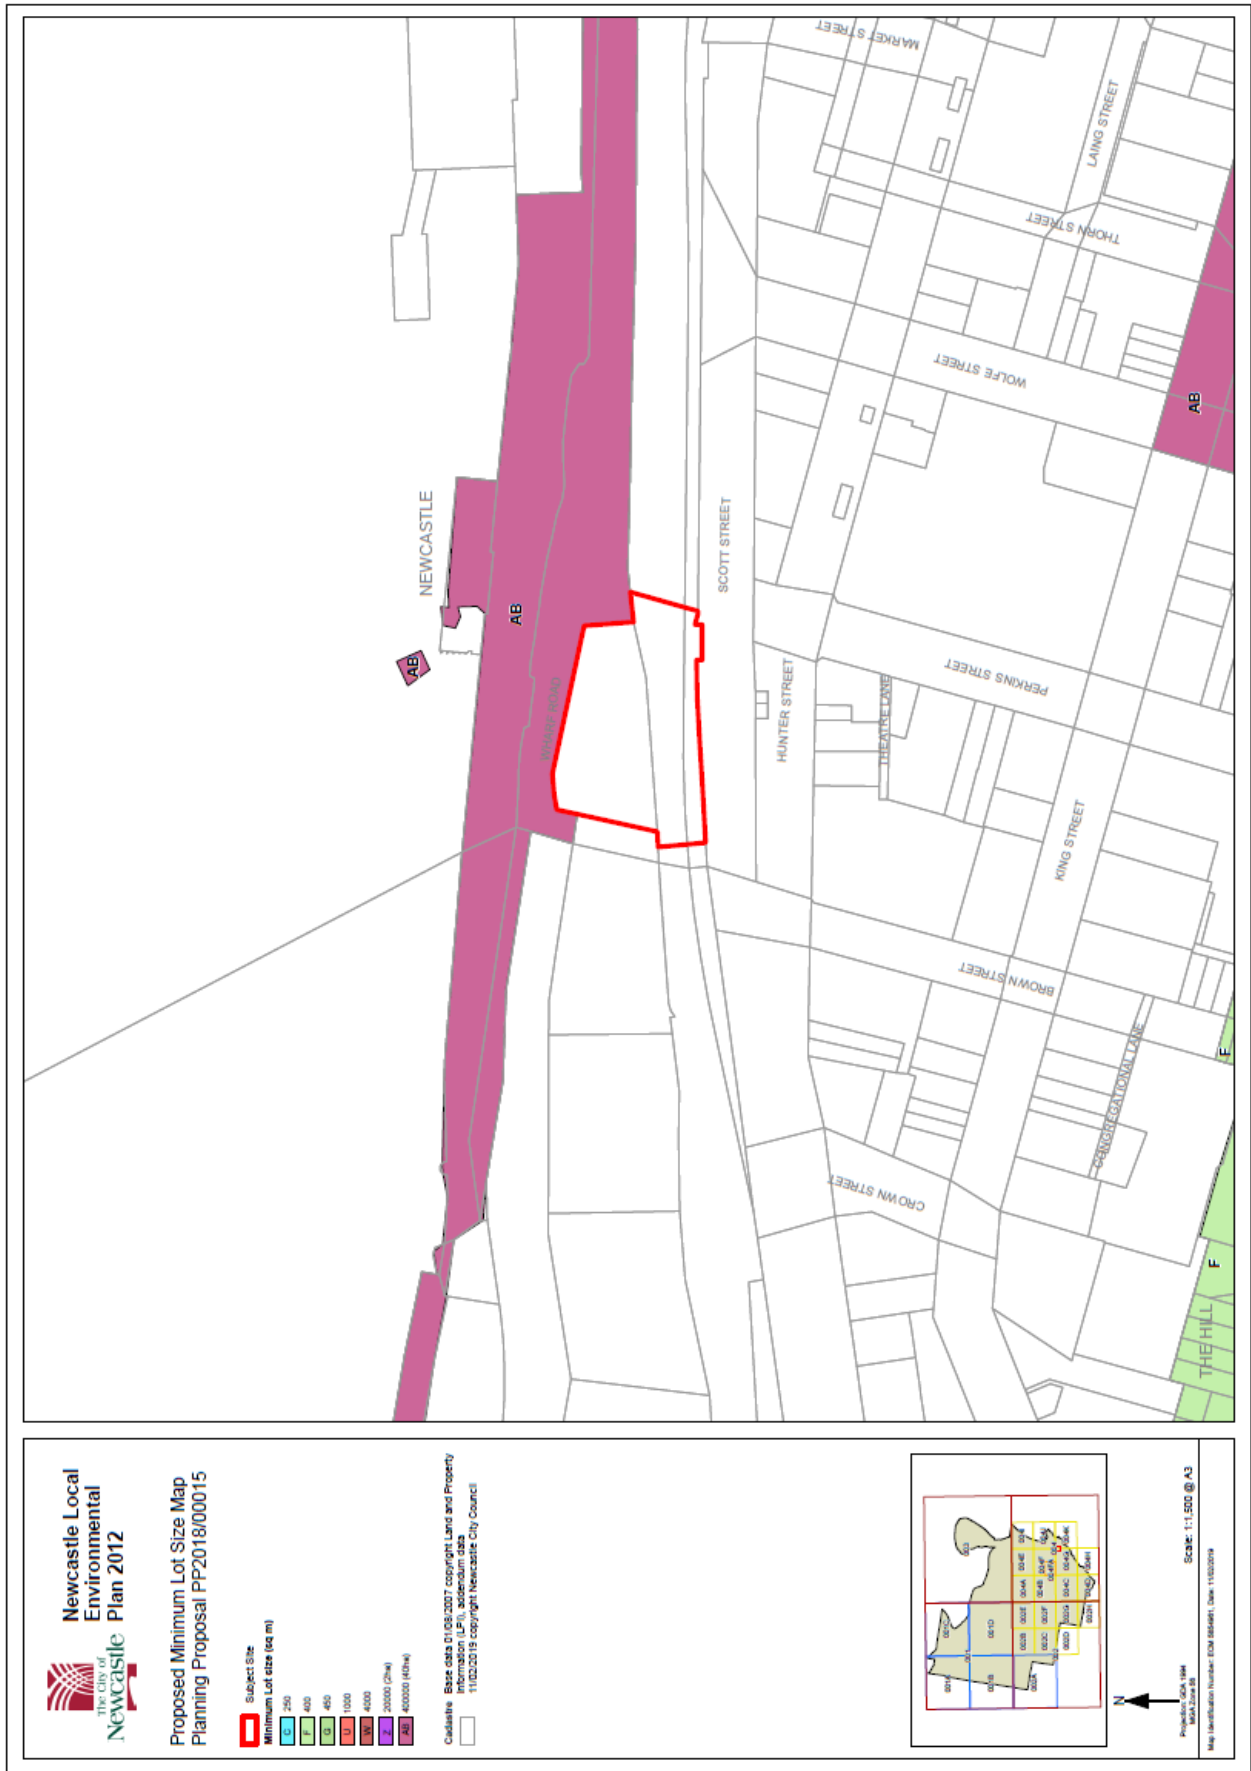 Newcastle Local
Environmental
Plan 2012
The City of
Newcastle
Proposed Minimum Lot Size Map
Planning Proposal PP2018/00015
Subject Site
Minimum Lot size (sq m)
C 250
F 400
G 450
U 1000
W 4000
Z 20000 (2ha)
AB 400000 (40ha)
Cadastre Base data 01/08/2007 copyright Land and Property
Information (LPI), addendum data
11/02/2019 copyright Newcastle City Council
N
Projection: GDA 1994
MGA Zone 56
Scale: 1:1,500 @ A3
NEWCASTLE
AB
AB
WHARF ROAD
SCOTT STREET
HUNTER STREET
THEATRE LANE
PERKINS STREET
KING STREET
BROWN STREET
CROWN STREET
CONGREGATIONAL LANE
WOLFE STREET
THORN STREET
LAING STREET
MARKET STREET
AB
F
F
THE HILL